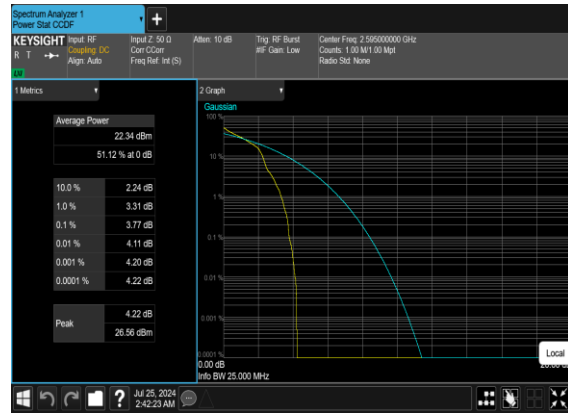 Spectrum Analyzer 1
Power Stat CCDF
KEYSIGHT
R T
LW
Input: RF
Coupling: DC
Align: Auto
Input Z: 50 Ω
Corr CCorr
Freq Ref: Int (S)
Atten: 10 dB
Trig: RF Burst
#IF Gain: Low
Center Freq: 2.595000000 GHz
Counts: 1.00 M/1.00 Mpt
Radio Std: None
1 Metrics
Average Power
22.34 dBm
51.12 % at 0 dB
10.0 % 2.24 dB
1.0 % 3.31 dB
0.1 % 3.77 dB
0.01 % 4.11 dB
0.001 % 4.20 dB
0.0001 % 4.22 dB
Peak
4.22 dB
26.56 dBm
2 Graph
Gaussian
100 %
10 %
1 %
0.1 %
0.01 %
0.001 %
0.0001 %
0.00 dB
Info BW 25.000 MHz
Local
?
Jul 25, 2024
2:42:23 AM